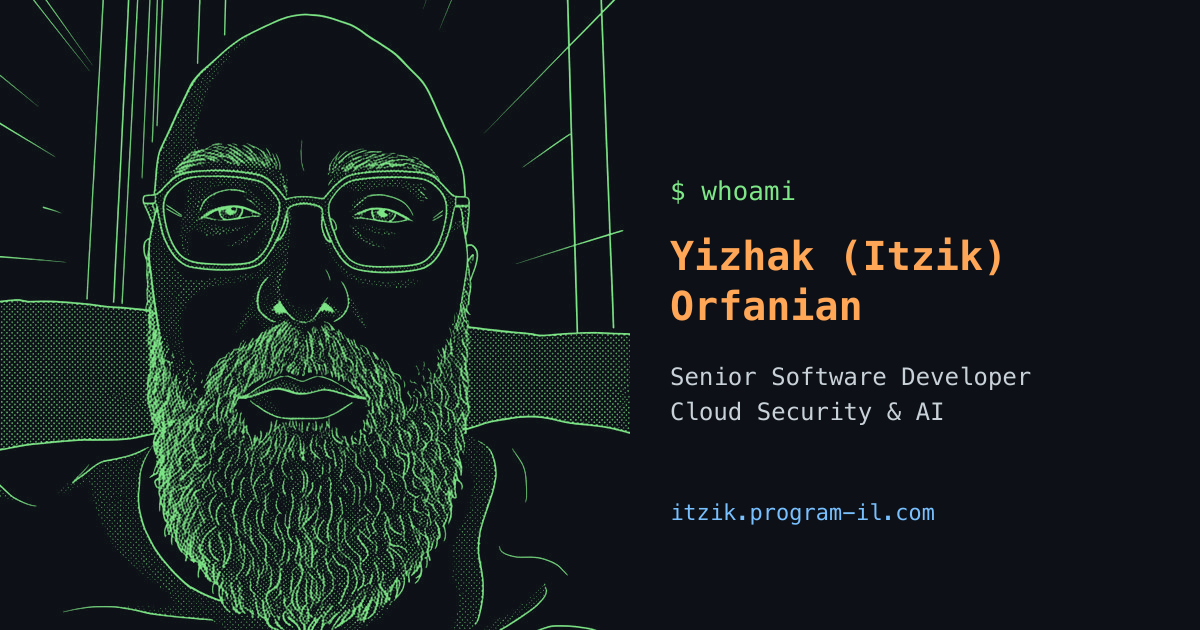 $ whoami
Yizhak (Itzik)
Orfanian
Senior Software Developer
Cloud Security & AI
itzik.program-il.com